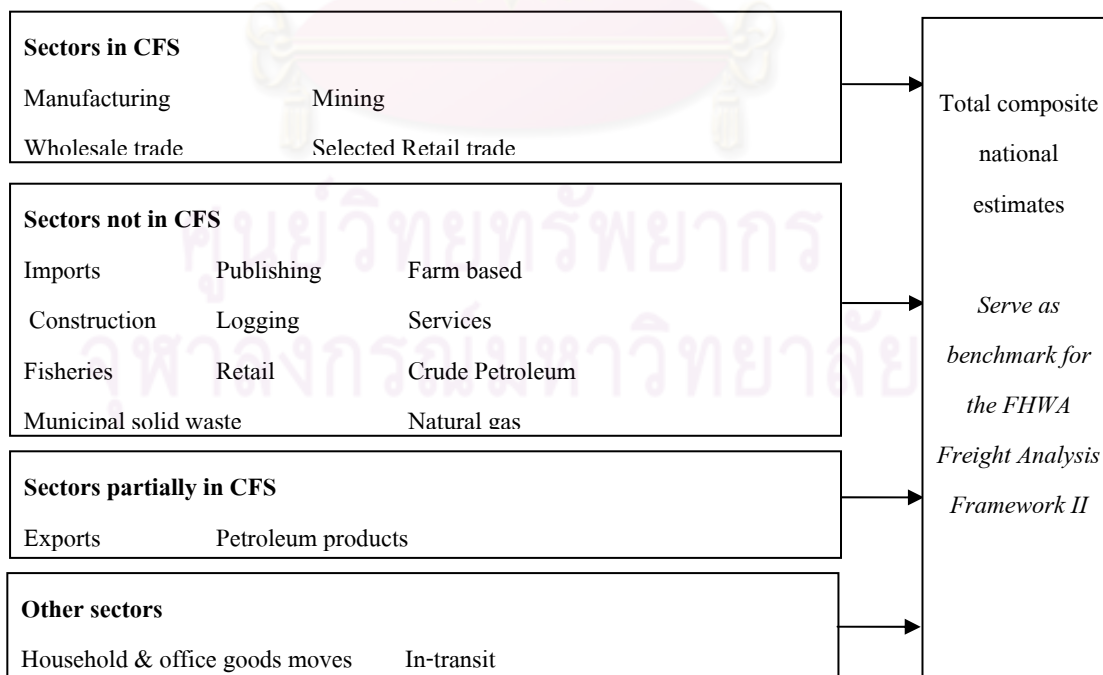 Sectors in CFS
Manufacturing Mining
Wholesale trade Selected Retail trade
Sectors not in CFS
Imports Publishing Farm based
Construction Logging Services
Fisheries Retail Crude Petroleum
Municipal solid waste Natural gas
Sectors partially in CFS
Exports Petroleum products
Other sectors
Household & office goods moves In-transit
Total composite
national
estimates
Serve as
benchmark for
the FHWA
Freight Analysis
Framework II
ศูนย์วิทยทรัพยากร
จุฬาลงกรณ์มหาวิทยาลัย